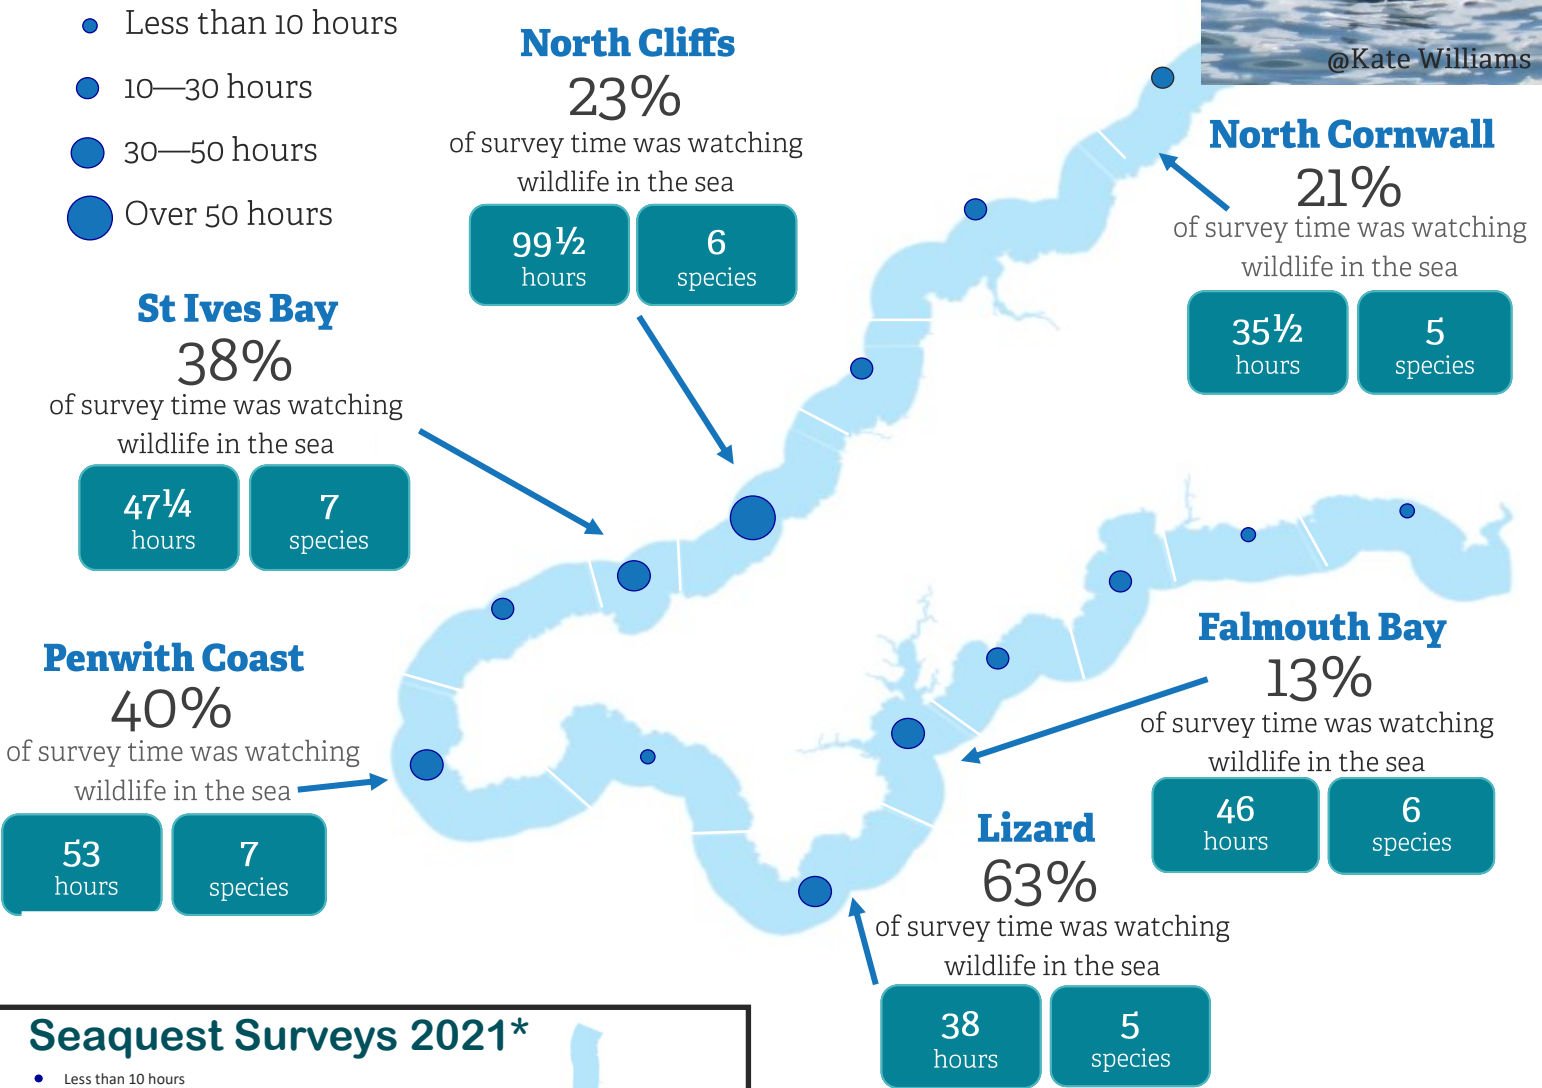 Less than 10 hours
10—30 hours
30—50 hours
Over 50 hours
North Cliffs
23%
of survey time was watching
wildlife in the sea
99½
hours
6
species
@Kate Williams
North Cornwall
21%
of survey time was watching
wildlife in the sea
35½
hours
5
species
St Ives Bay
38%
of survey time was watching
wildlife in the sea
47¼
hours
7
species
Penwith Coast
40%
of survey time was watching
wildlife in the sea
53
hours
7
species
Falmouth Bay
13%
of survey time was watching
wildlife in the sea
46
hours
6
species
Lizard
63%
of survey time was watching
wildlife in the sea
38
hours
5
species
Seaquest Surveys 2021*
Less than 10 hours